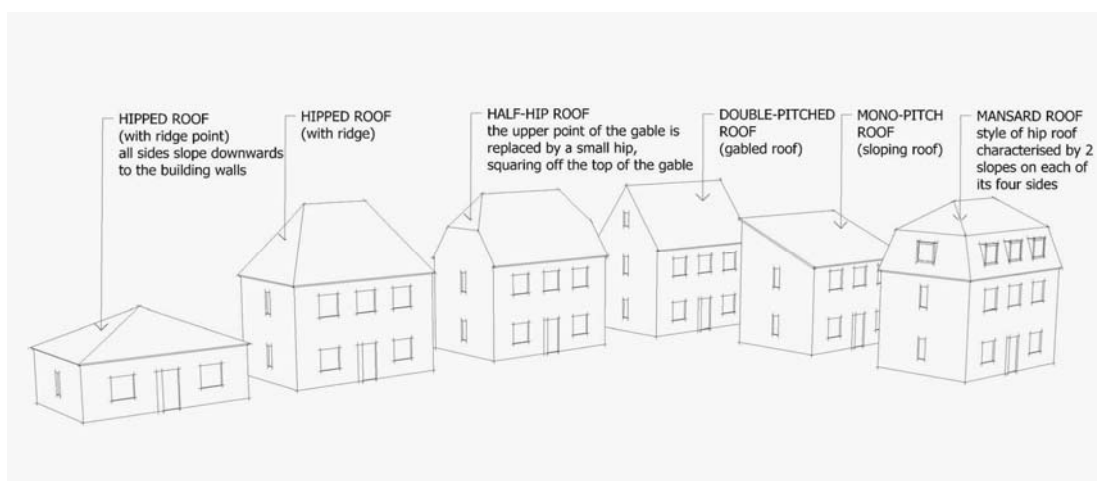 HIPPED ROOF
(with ridge point)
all sides slope downwards
to the building walls
HIPPED ROOF
(with ridge)
HALF-HIP ROOF
the upper point of the gable is
replaced by a small hip,
squaring off the top of the gable
DOUBLE-PITCHED
ROOF
(gabled roof)
MONO-PITCH
ROOF
(sloping roof)
MANSARD ROOF
style of hip roof
characterised by 2
slopes on each of
its four sides